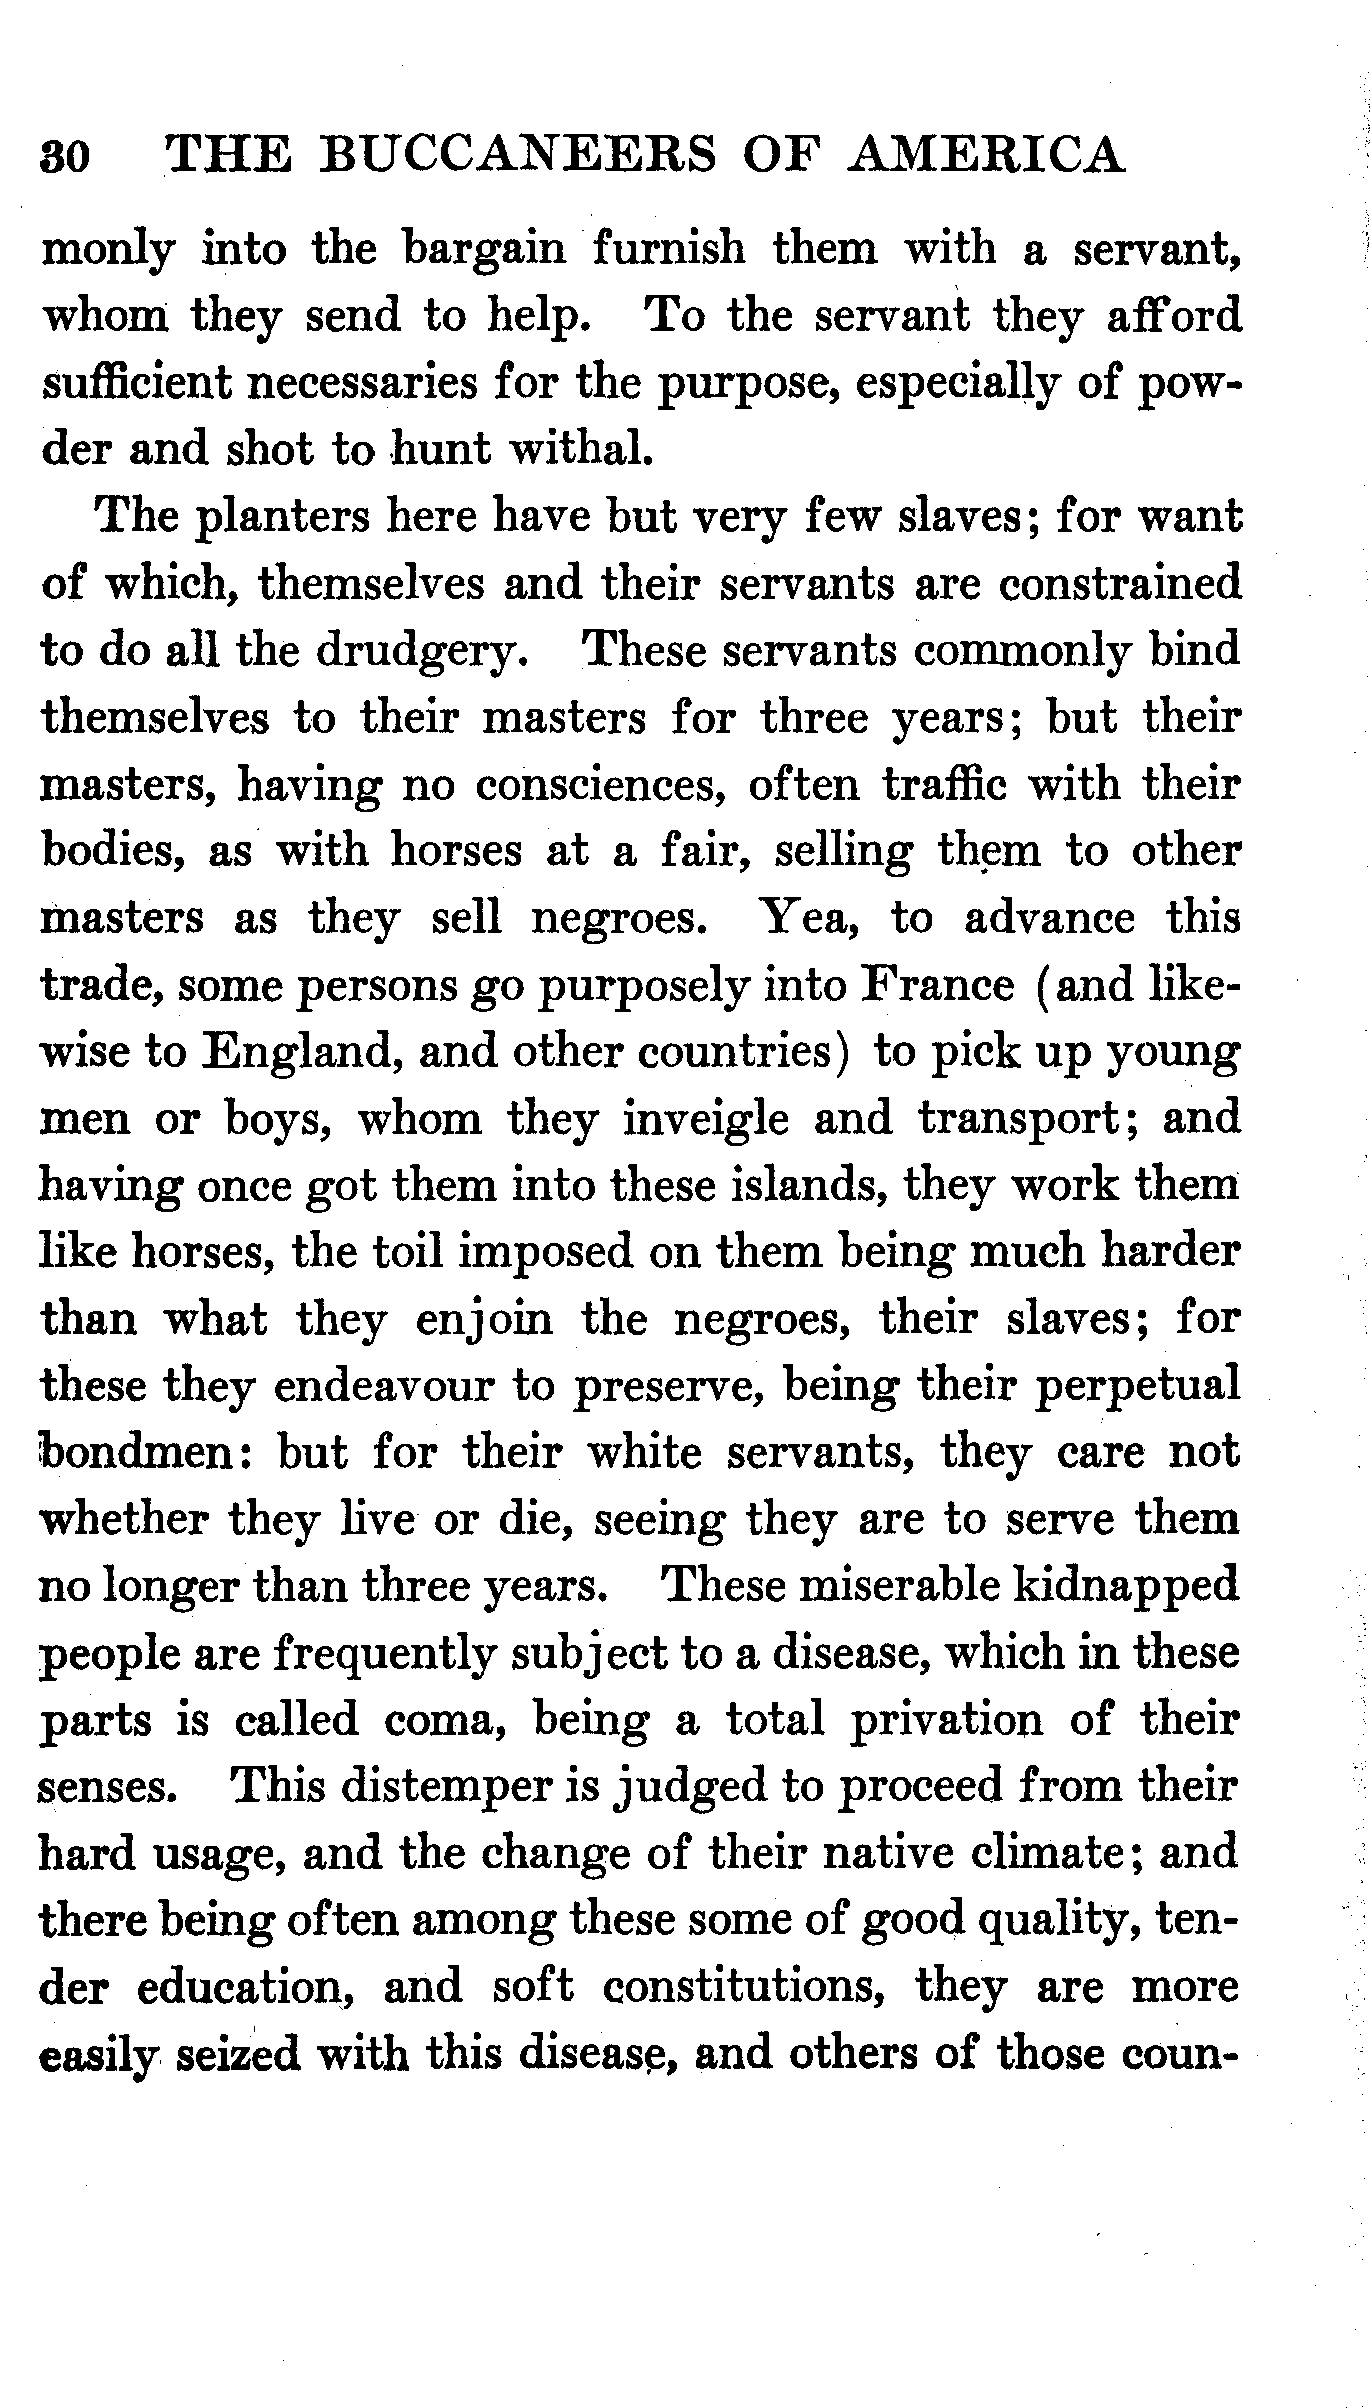 30 THE BUCCANEERS OF AMERICA
monly into the bargain furnish them with a servant,
whom they send to help. To the servant they afford
sufficient necessaries for the purpose, especially of pow-
der and shot to hunt withal.
The planters here have but very few slaves; for want
of which, themselves and their servants are constrained
to do all the drudgery. These servants commonly bind
themselves to their masters for three years; but their
masters, having no consciences, often traffic with their
bodies, as with horses at a fair, selling them to other
masters as they sell negroes. Yea, to advance this
trade, some persons go purposely into France (and like-
wise to England, and other countries) to pick up young
men or boys, whom they inveigle and transport; and
having once got them into these islands, they work them
like horses, the toil imposed on them being much harder
than what they enjoin the negroes, their slaves; for
these they endeavour to preserve, being their perpetual
bondmen: but for their white servants, they care not
whether they live or die, seeing they are to serve them
no longer than three years. These miserable kidnapped
people are frequently subject to a disease, which in these
parts is called coma, being a total privation of their
senses. This distemper is judged to proceed from their
hard usage, and the change of their native climate; and
there being often among these some of good quality, ten-
der education, and soft constitutions, they are more
easily seized with this disease, and others of those coun-